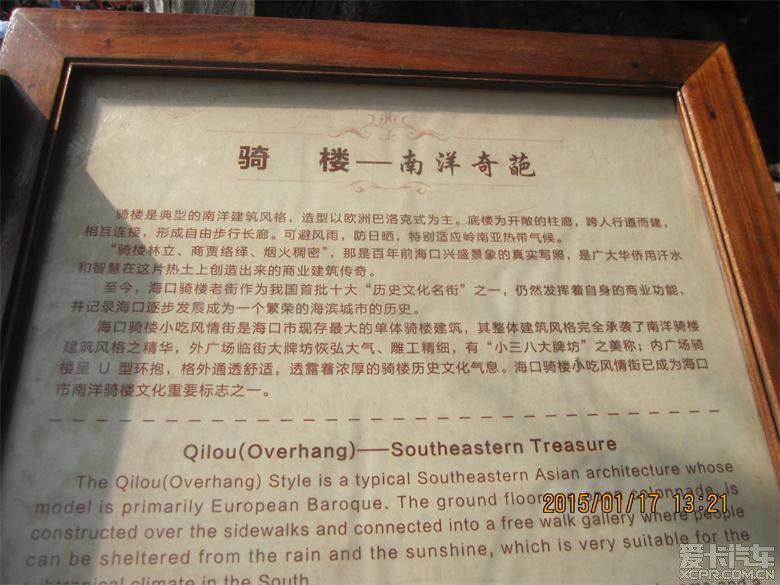 骑 楼—南洋奇葩
骑楼是典型的南洋建筑风格，造型以欧洲巴洛克式为主。底楼为开敞的柱廊，跨人行道而建，
相互连接，形成自由步行长廊。可避风雨，防日晒，特别适应岭南亚热带气候。
“骑楼林立、商贾络绎、烟火稠密”，那是百年前海口兴盛景象的真实写照，是广大华侨用汗水
和智慧在这片热土上创造出来的商业建筑传奇。
至今，海口骑楼老街作为我国首批十大“历史文化名街”之一，仍然发挥着自身的商业功能，
并记录海口逐步发展成为一个繁荣的海滨城市的历史。
海口骑楼小吃风情街是海口市现存最大的单体骑楼建筑，其整体建筑风格完全承袭了南洋骑楼
建筑风格之精华，外广场临街大牌坊恢弘大气、雕工精细，有“小三八大牌坊”之美称；内广场骑
楼呈 U 型环抱，格外通透舒适，透露着浓厚的骑楼历史文化气息。海口骑楼小吃风情街已成为海口
市南洋骑楼文化重要标志之一。
Qilou(Overhang)—Southeastern Treasure
The Qilou(Overhang) Style is a typical Southeastern Asian architecture whose
model is primarily European Baroque. The ground floor is
constructed over the sidewalks and connected into a free walk gallery where people
can be sheltered from the rain and the sunshine, which is very suitable for the
climate in the South.
2015/01/17 13:21
爱卡汽车
XCAR.COM.CN